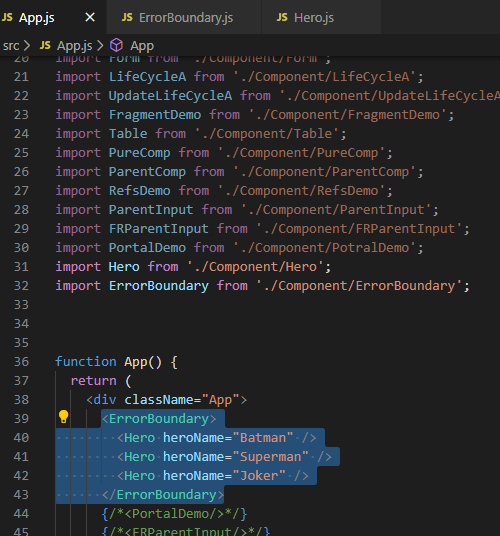 App.js × ErrorBoundary.js Hero.js
src > App.js > App
20 import Form from './Component/Form';
21 import LifeCycleA from './Component/LifeCycleA';
22 import UpdateLifeCycleA from './Component/UpdateLifeCycleA
23 import FragmentDemo from './Component/FragmentDemo';
24 import Table from './Component/Table';
25 import PureComp from './Component/PureComp';
26 import ParentComp from './Component/ParentComp';
27 import RefsDemo from './Component/RefsDemo';
28 import ParentInput from './Component/ParentInput';
29 import FRParentInput from './Component/FRParentInput';
30 import PortalDemo from './Component/PotralDemo';
31 import Hero from './Component/Hero';
32 import ErrorBoundary from './Component/ErrorBoundary';
33
34
35
36 function App() {
37 return (
38 <div className="App">
39 <ErrorBoundary>
40 <Hero heroName="Batman" />
41 <Hero heroName="Superman" />
42 <Hero heroName="Joker" />
43 </ErrorBoundary>
44 {/*<PortalDemo/>*/}
45 {/*<FRParentInput/>*/}